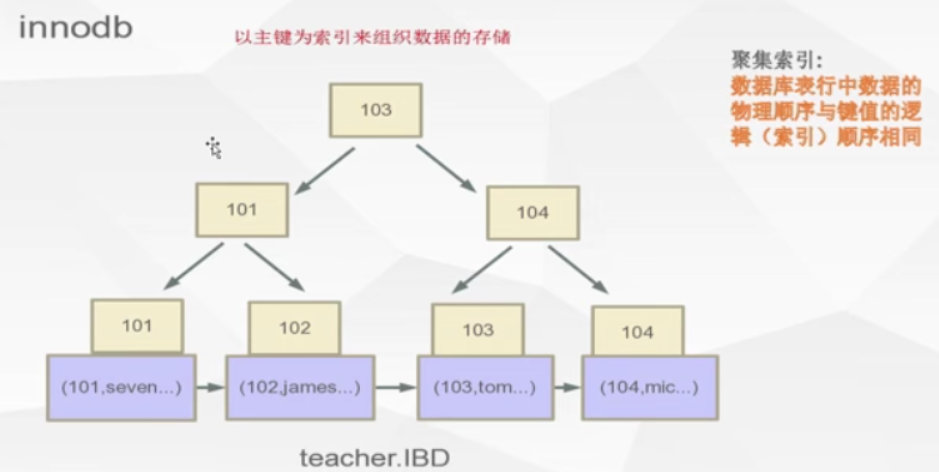 innodb
以主键为索引来组织数据的存储
聚集索引:
数据库表行中数据的
物理顺序与键值的逻
辑（索引）顺序相同
103
101
104
101
102
103
104
(101,seven...)
(102,james...)
(103,tom...)
(104,mic...)
teacher.IBD